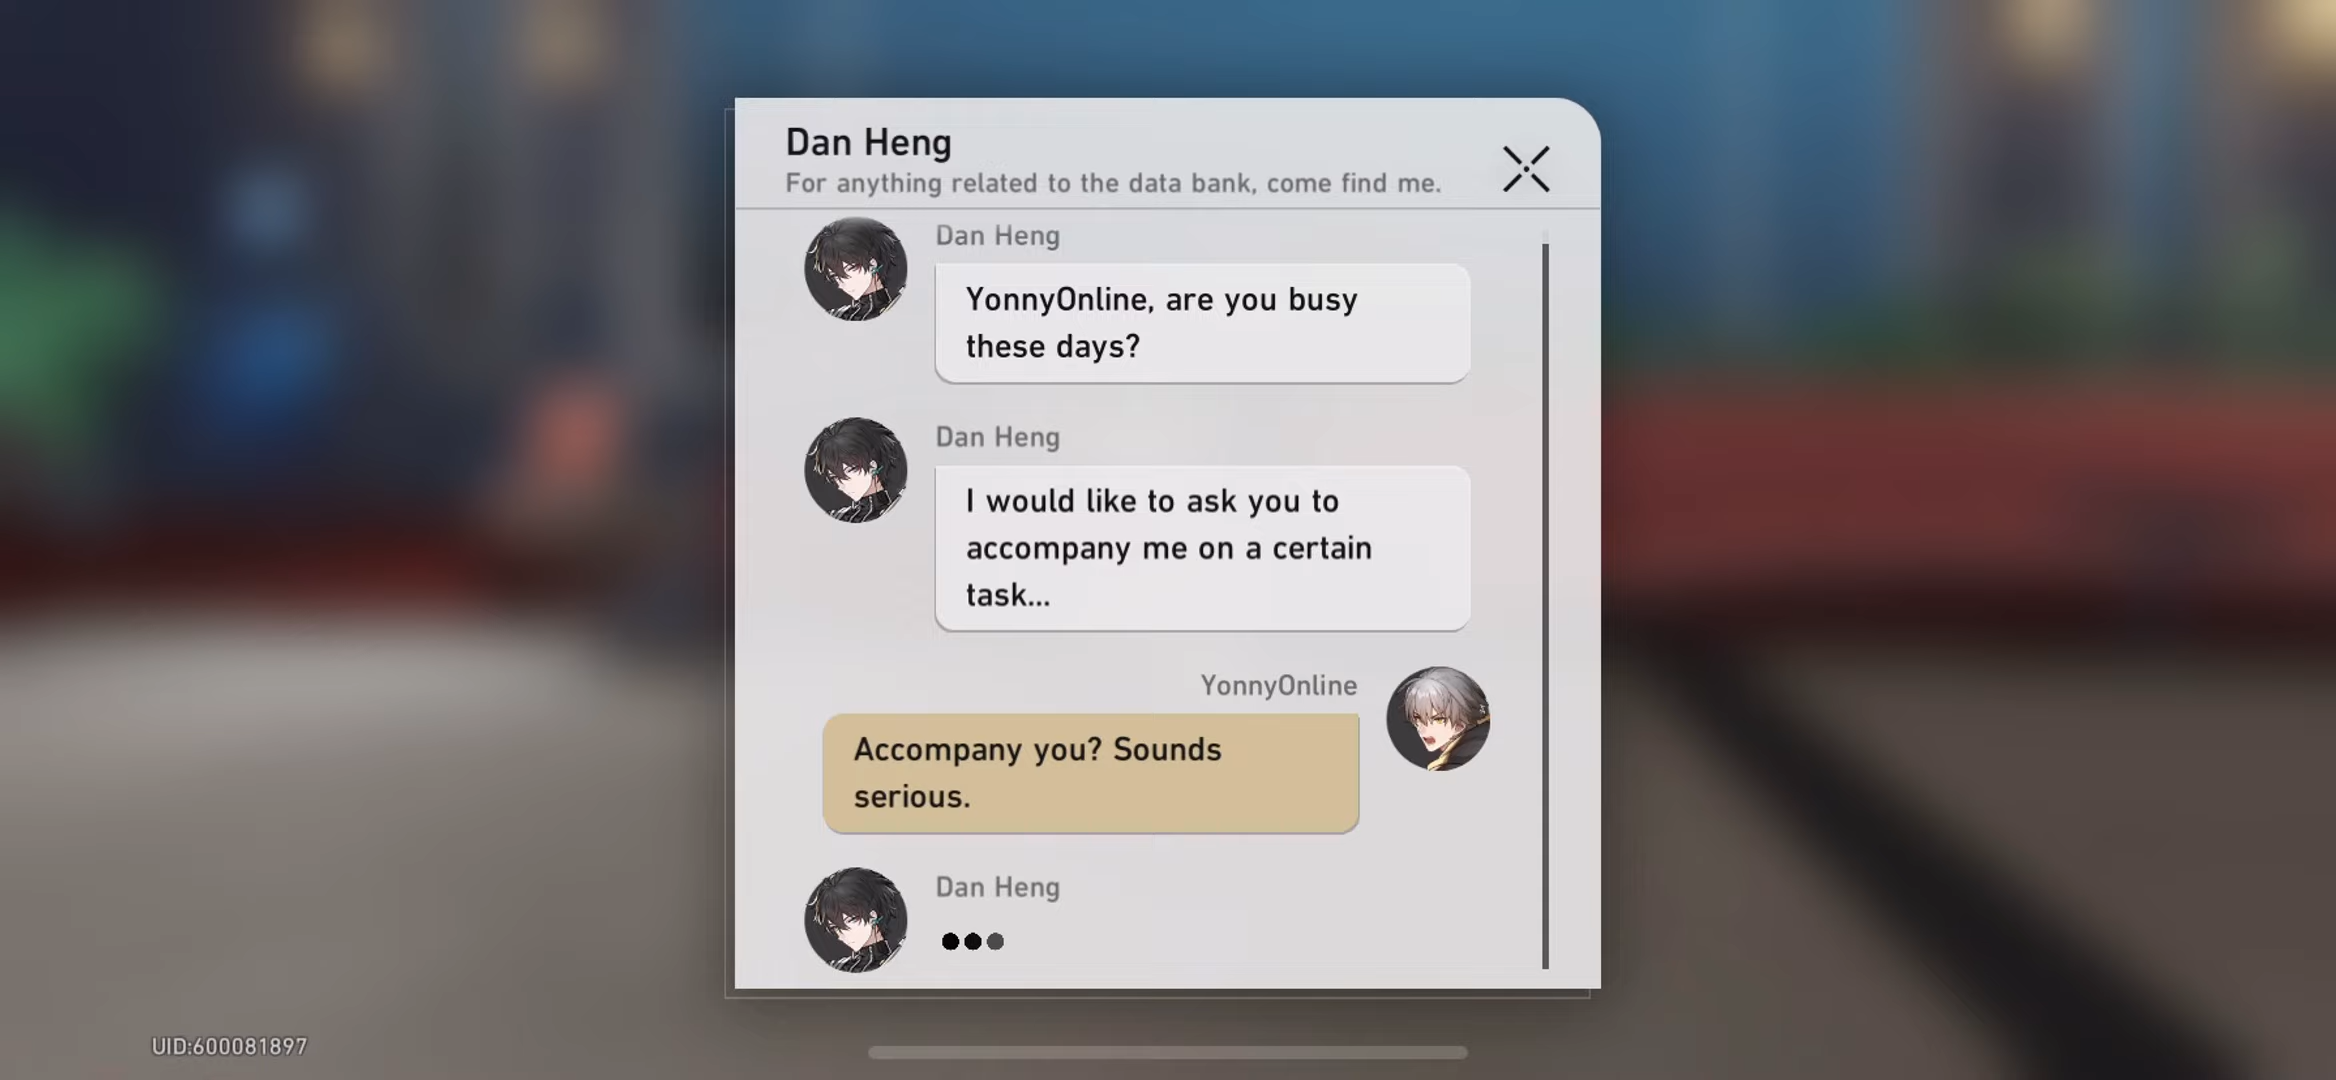 Dan Heng
For anything related to the data bank, come find me.
Dan Heng
YonnyOnline, are you busy
these days?
Dan Heng
I would like to ask you to
accompany me on a certain
task...
YonnyOnline
Accompany you? Sounds
serious.
Dan Heng
UID:600081897